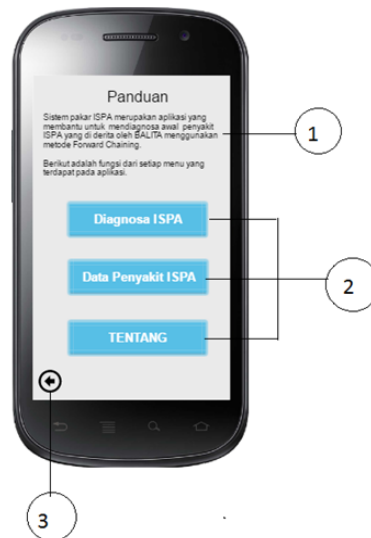 Panduan
Sistem pakar ISPA merupakan aplikasi yang
membantu untuk mendiagnosa awal penyakit
ISPA yang di derita oleh BALITA menggunakan
metode Forward Chaining.
Berikut adalah fungsi dari setiap menu yang
terdapat pada aplikasi.
1
Diagnosa ISPA
Data Penyakit ISPA
2
TENTANG
3